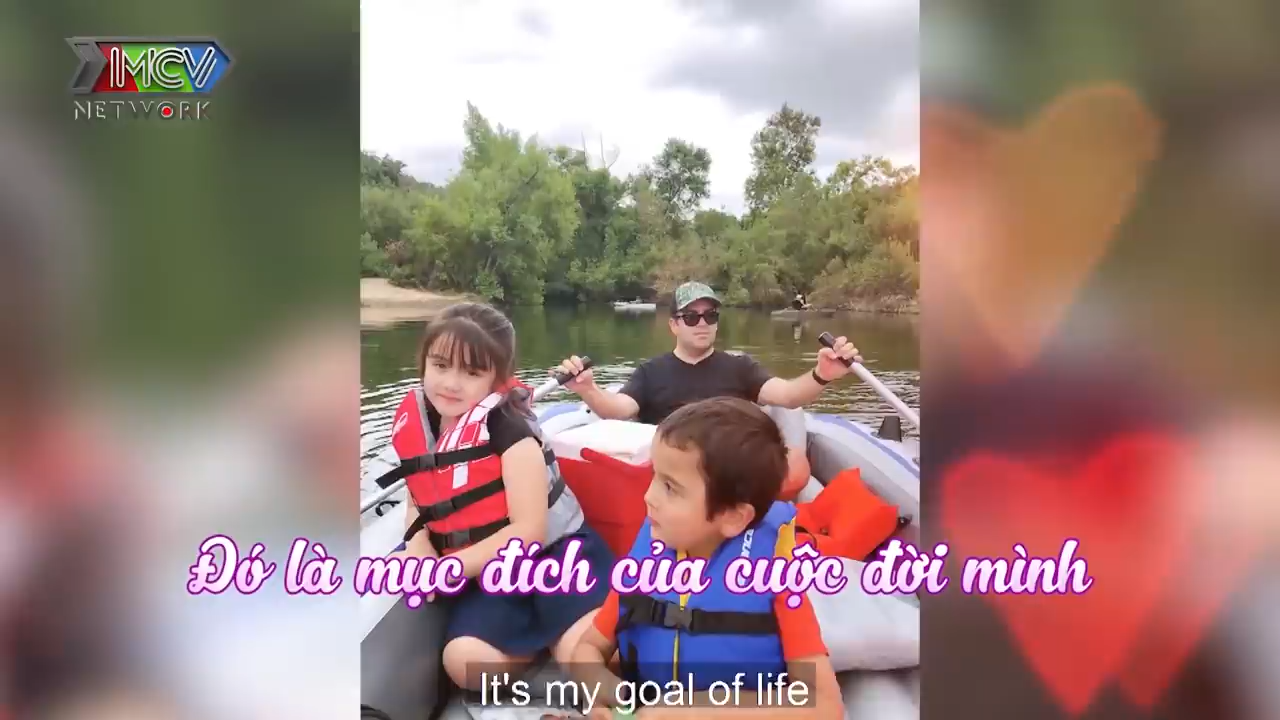 MCV
NETWORK
Đó là mục đích của cuộc đời mình
It's my goal of life